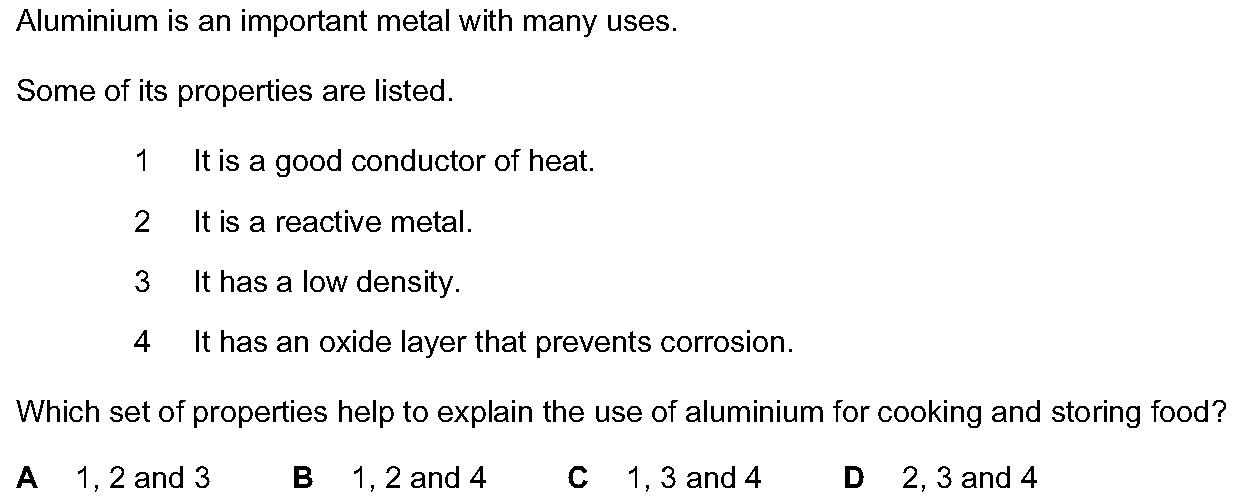 Aluminium is an important metal with many uses.
Some of its properties are listed.
1 It is a good conductor of heat.
2 It is a reactive metal.
3 It has a low density.
4 It has an oxide layer that prevents corrosion.
Which set of properties help to explain the use of aluminium for cooking and storing food?
A 1, 2 and 3 B 1, 2 and 4 C 1, 3 and 4 D 2, 3 and 4